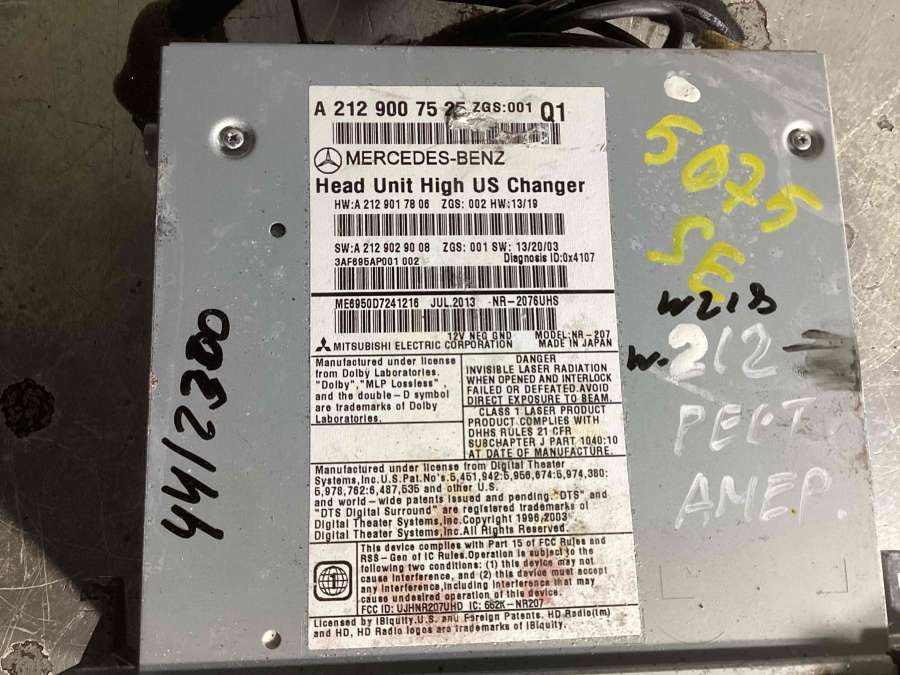 A 212 900 75 25 ZGS:001 Q1
MERCEDES-BENZ
Head Unit High US Changer
HW:A 212 901 78 06 ZGS: 002 HW:13/19
SW:A 212 902 90 08 ZGS: 001 SW: 13/20/03
3AF695AP001 002 Diagnosis ID:0x4107
ME6950D7241216 JUL.2013 NR-2076UHS
12V NEG GND MODEL:NR-207
MITSUBISHI ELECTRIC CORPORATION MADE IN JAPAN
Manufactured under license
from Dolby Laboratories.
"Dolby","MLP Lossless",
and the double-D symbol
are trademarks of Dolby
Laboratories.
DANGER
INVISIBLE LASER RADIATION
WHEN OPENED AND INTERLOCK
FAILED OR DEFEATED.AVOID
DIRECT EXPOSURE TO BEAM.
CLASS 1 LASER PRODUCT
PRODUCT COMPLIES WITH
DHHS RULES 21 CFR
SUBCHAPTER J PART 1040:10
AT DATE OF MANUFACTURE.
Manufactured under license from Digital Theater
Systems,Inc.U.S.Pat.No's:5,451,942:5,956,674:5,974,380:
5,978,762:6,487,535 and other U.S.
and world-wide patents issued and pending."DTS" and
"DTS Digital Surround" are registered trademarks of
Digital Theater Systems,Inc.Copyright 1996,2003
Digital Theater Systems,Inc.All Rights Reserved.
This device complies with Part 15 of FCC Rules and
RSS-Gen of IC Rules.Operation is subject to the
following two conditions: (1) this device may not
cause interference, and (2) this device must accept
any interference,including interference that may
cause undesired operation of this device.
FCC ID: UJHNR207UHD IC: 662K-NR207
Licensed by iBiquity.U.S. and Foreign Patents. HD Radio(tm)
and HD, HD Radio logos are trademarks of iBiquity.
5075
SE
W218
W.212
РЕСТ
АМЕР.
4412300